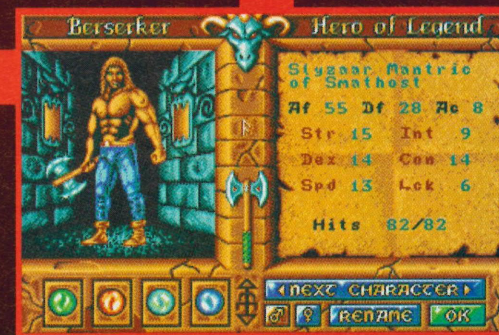 Berserker
Hero of Legend
Slyznar Mantric
of Smathost
Af 55 Df 28 Ac 8
Str 15 Int 9
Dex 14 Con 14
Spd 13 Lck 6
Hits 82/82
NEXT CHARACTER
RENAME OK